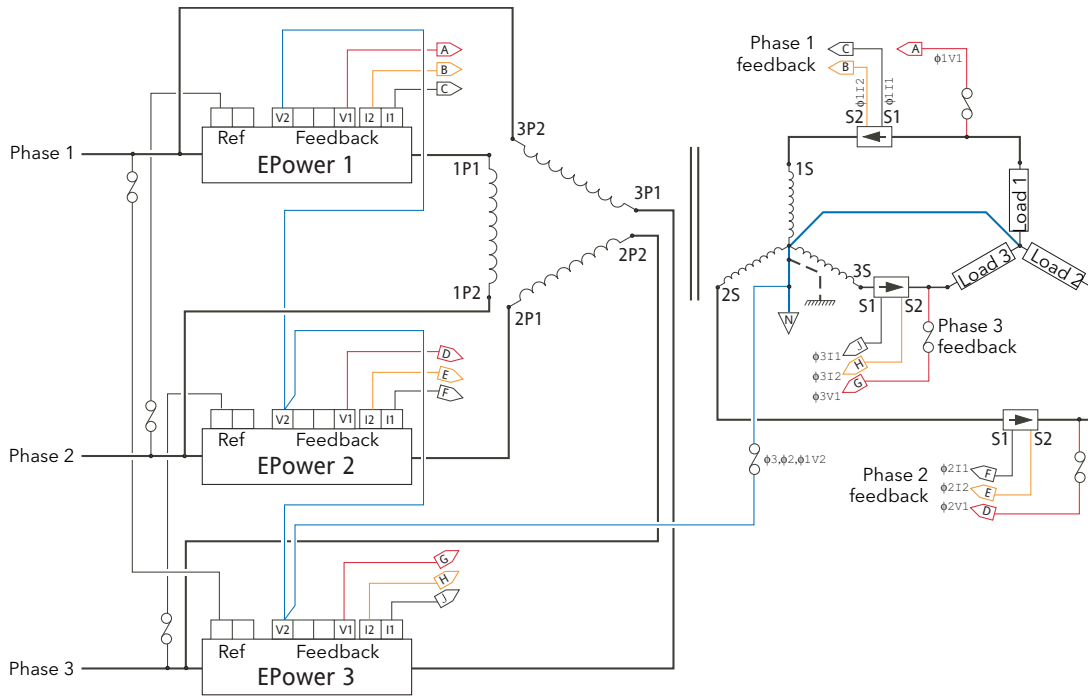 Phase 1
Ref
V2
Feedback
V1
I2
I1
EPower 1
A
B
C
1P1
1P2
3P2
3P1
2P2
2P1
Phase 2
Ref
V2
Feedback
V1
I2
I1
EPower 2
D
E
F
Phase 3
Ref
V2
Feedback
V1
I2
I1
EPower 3
G
H
J
Phase 1
feedback
C
B
A
ϕ1V1
ϕ1I2
ϕ1I1
S2
S1
1S
2S
3S
Load 1
Load 3
Load 2
N
S1
S2
Phase 3
feedback
ϕ3I1
J
ϕ3I2
H
ϕ3V1
G
ϕ3,ϕ2,ϕ1V2
S1
S2
Phase 2
feedback
ϕ2I1
F
ϕ2I2
E
ϕ2V1
D